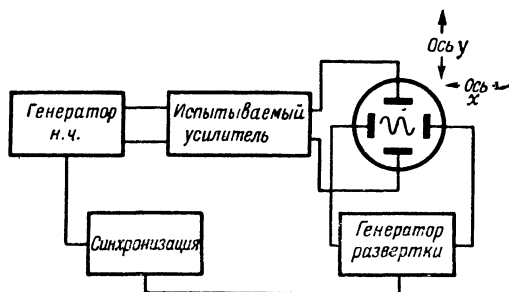 Ось y
Ось
x
Генератор
н.ч.
Испытываемый
усилитель
Синхронизация
Генератор
развертки